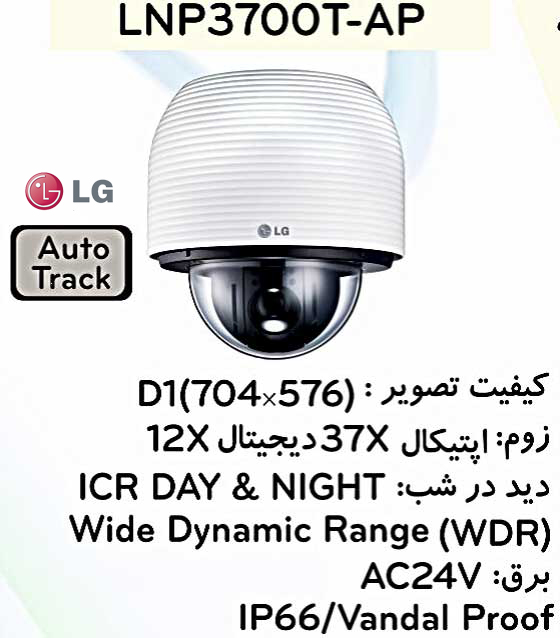 LNP3700T-AP
LG
LG
Auto
Track
کیفیت تصویر : D1(704×576)
زوم: اپتیکال 37X دیجیتال 12X
دید در شب: ICR DAY & NIGHT
Wide Dynamic Range (WDR)
برق: AC24V
IP66/Vandal Proof